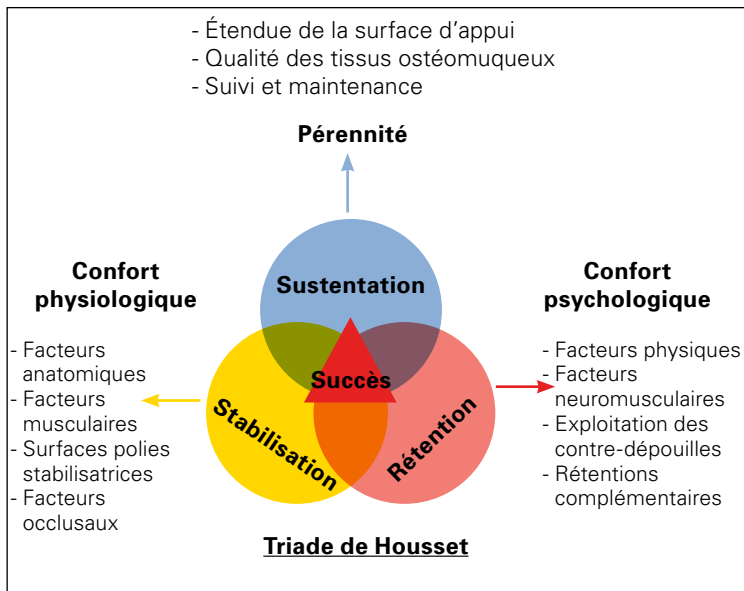 - Étendue de la surface d’appui
- Qualité des tissus ostéomuqueux
- Suivi et maintenance
Pérennité
Confort
physiologique
- Facteurs
anatomiques
- Facteurs
musculaires
- Surfaces polies
stabilisatrices
- Facteurs
occlusaux
Sustentation
Succès
Stabilisation
Rétention
Confort
psychologique
- Facteurs physiques
- Facteurs
neuromusculaires
- Exploitation des
contre-dépouilles
- Rétentions
complémentaires
Triade de Housset